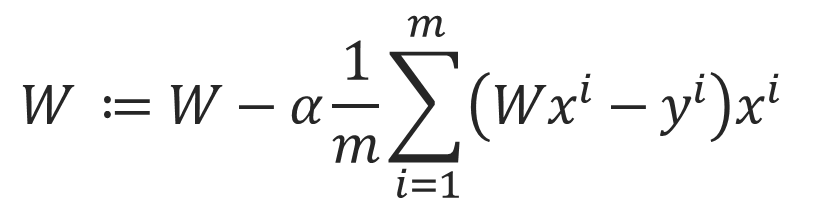 W := W − α 1/m ∑_{i=1}^{m} (Wx^i − y^i)x^i